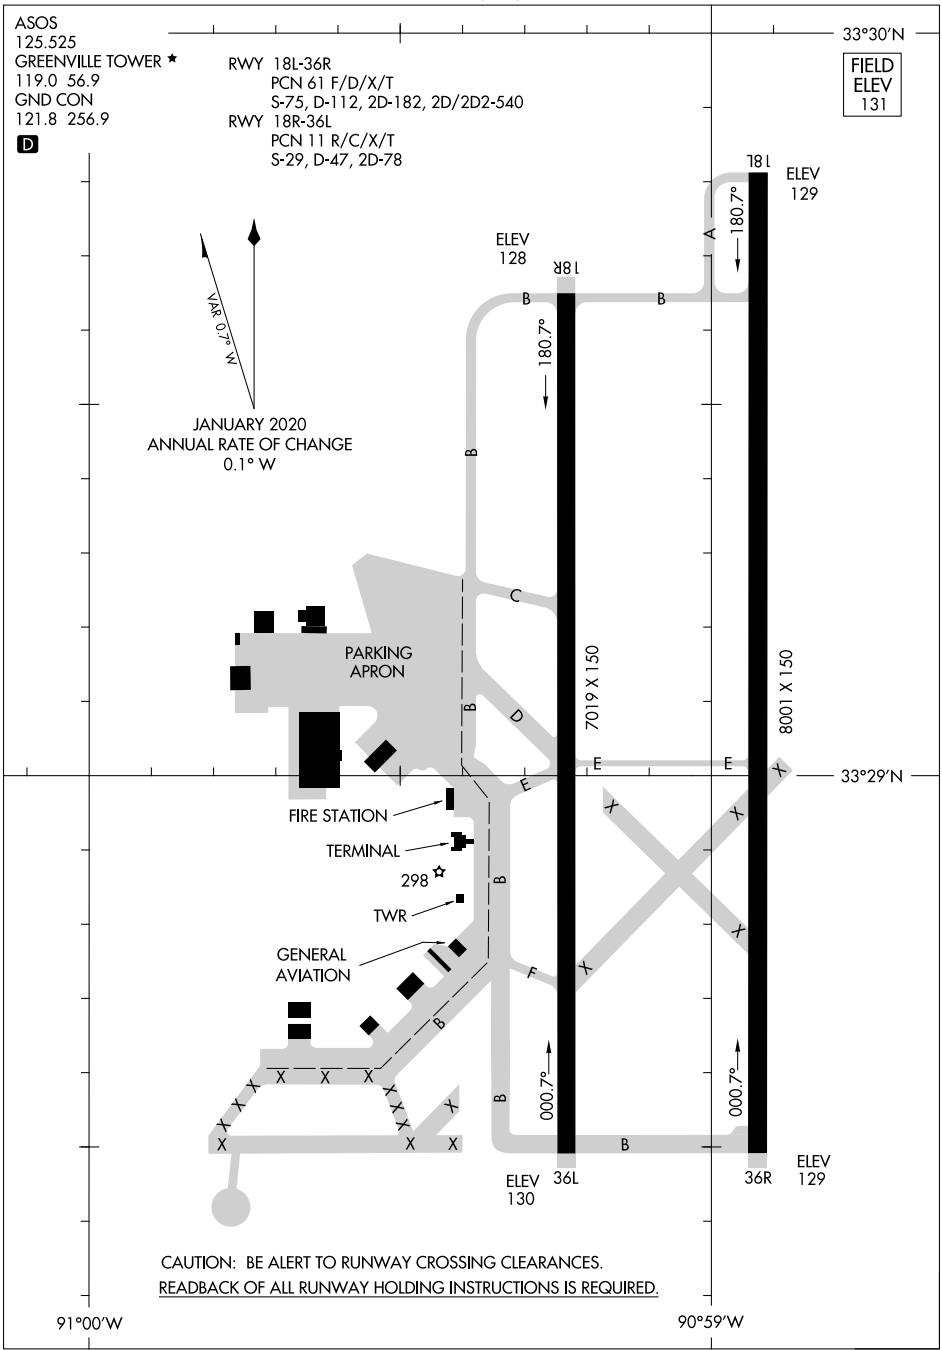 ASOS
125.525
GREENVILLE TOWER ★
119.0 56.9
GND CON
121.8 256.9
D
RWY 18L-36R
PCN 61 F/D/X/T
S-75, D-112, 2D-182, 2D/2D2-540
RWY 18R-36L
PCN 11 R/C/X/T
S-29, D-47, 2D-78
33°30'N
FIELD
ELEV
131
18L
ELEV
129
180.7°
A
ELEV
128
18R
B
B
180.7°
VAR 0.7° W
JANUARY 2020
ANNUAL RATE OF CHANGE
0.1° W
B
C
PARKING
APRON
7019 X 150
8001 X 150
B
D
E
E
E
X
33°29'N
X
X
FIRE STATION
TERMINAL
298
B
TWR
X
GENERAL
AVIATION
F
X
B
000.7°
000.7°
X
X
X
X
X
X
X
X
X
X
X
X
B
X
X
X
B
36L
36R
ELEV
130
ELEV
129
CAUTION: BE ALERT TO RUNWAY CROSSING CLEARANCES.
READBACK OF ALL RUNWAY HOLDING INSTRUCTIONS IS REQUIRED.
91°00'W
90°59'W